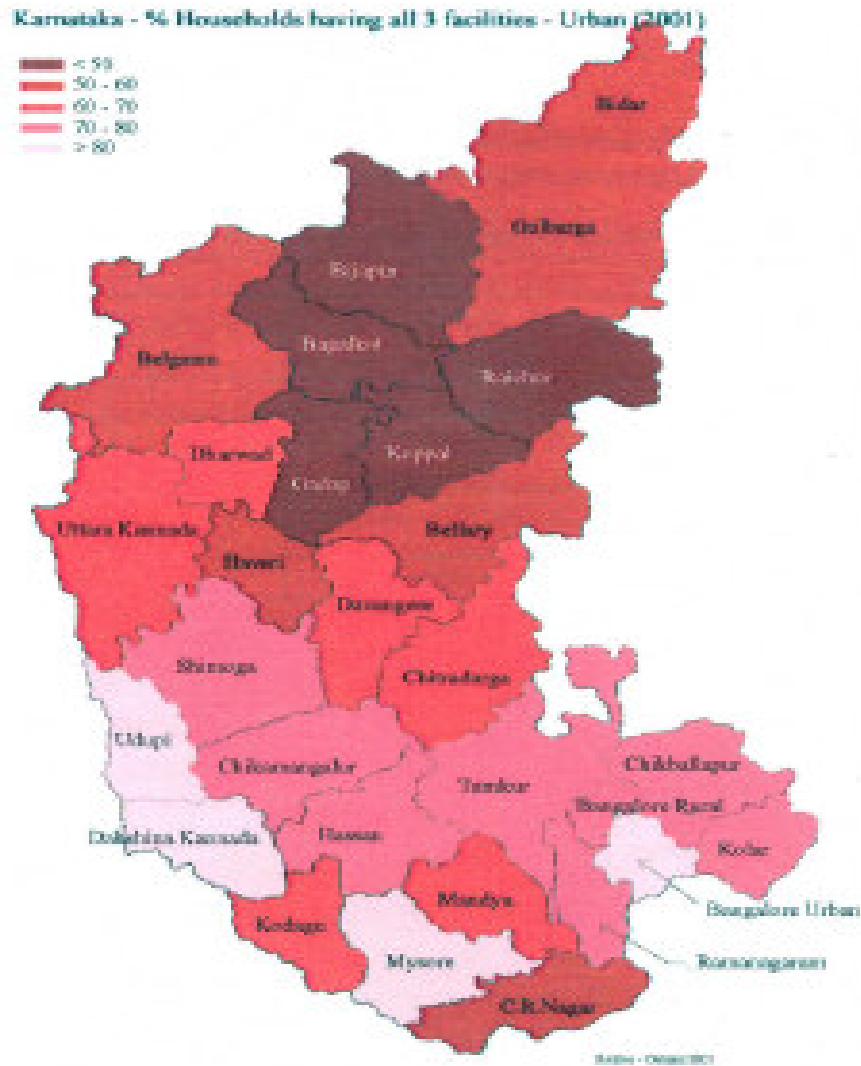 Karnataka - % Households having all 3 facilities - Urban (2001)
< 50
50 - 60
60 - 70
70 - 80
> 80
Bidar
Gulbarga
Bijapur
Bagalkot
Raichur
Belgaum
Dharwad
Koppal
Gadag
Uttara Kannada
Bellary
Haveri
Davangere
Shimoga
Chitradurga
Udupi
Chikamangalur
Tumkur
Chikballapur
Bangalore Rural
Dakshina Kannada
Hassan
Kolar
Mandya
Bangalore Urban
Kodagu
Mysore
Ramanagaram
C.R.Nagar